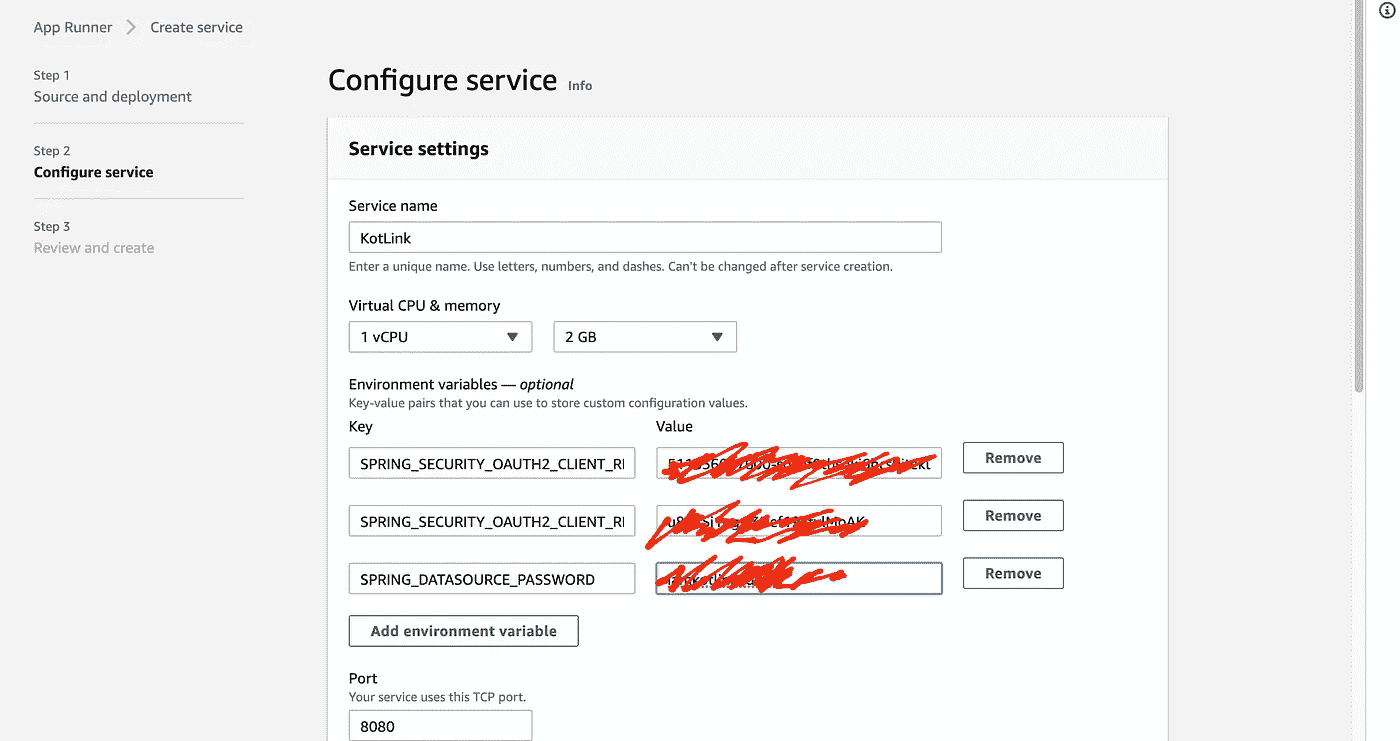 App Runner > Create service
Step 1
Source and deployment
Step 2
Configure service
Step 3
Review and create
Configure service Info
Service settings
Service name
KotLink
Enter a unique name. Use letters, numbers, and dashes. Can't be changed after service creation.
Virtual CPU & memory
1 vCPU 2 GB
Environment variables — optional
Key-value pairs that you can use to store custom configuration values.
Key Value
SPRING_SECURITY_OAUTH2_CLIENT_RI Remove
SPRING_SECURITY_OAUTH2_CLIENT_RI Remove
SPRING_DATASOURCE_PASSWORD Remove
Add environment variable
Port
Your service uses this TCP port.
8080